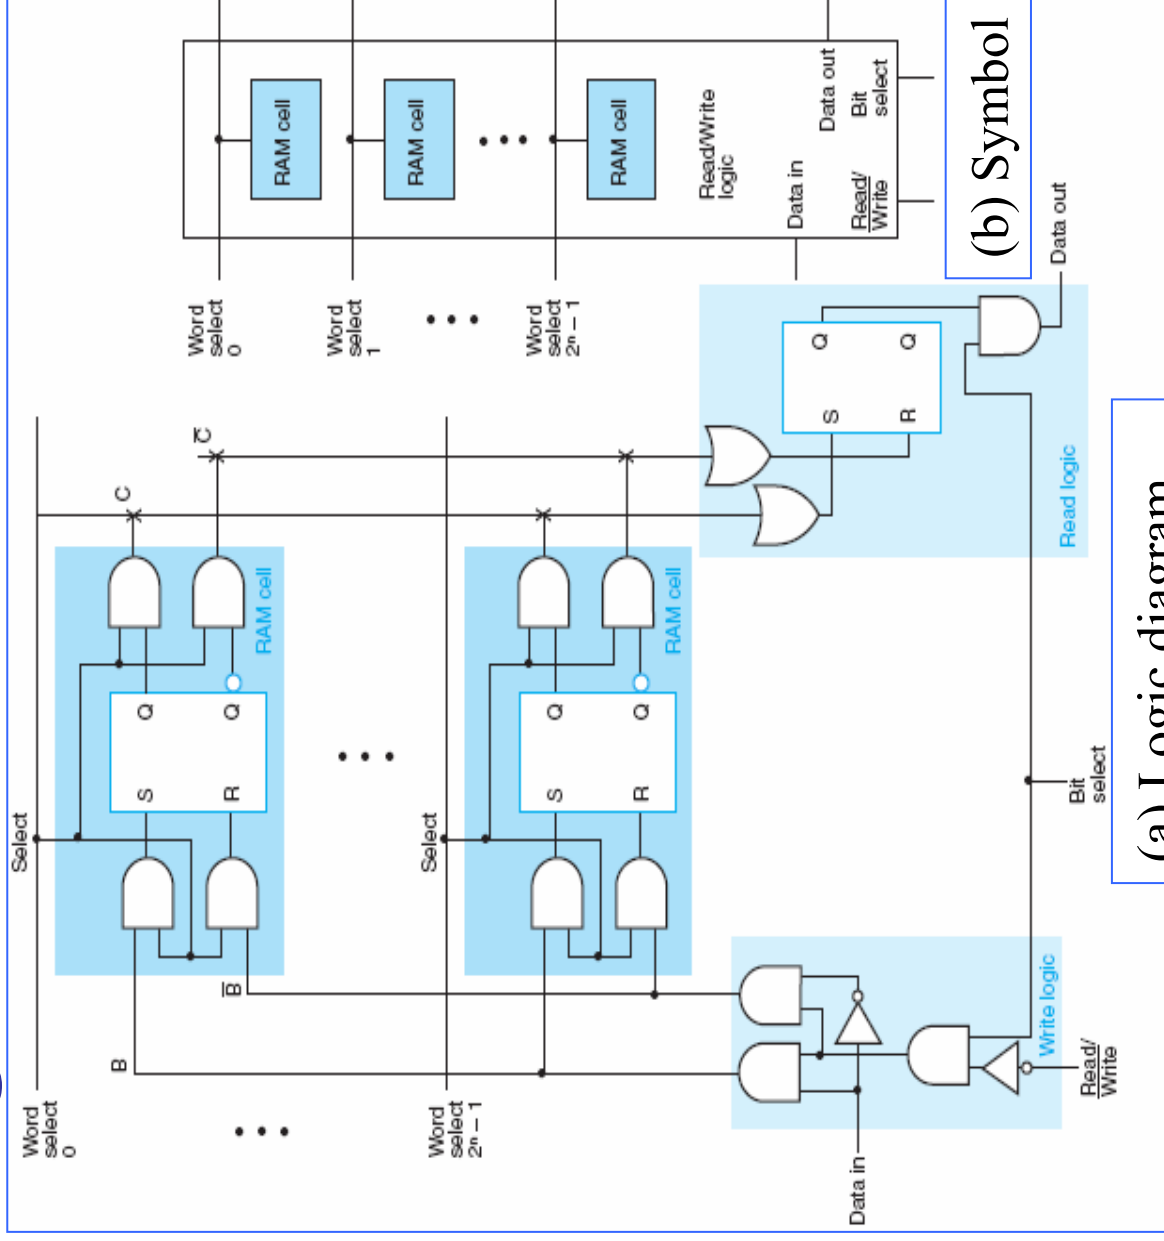 Word
select
0
Select
B
B̅
S
Q
R
Q
C
C̅
RAM cell
Word
select
2ⁿ – 1
Select
S
Q
R
Q
RAM cell
Data in
Write logic
Read/
W̅r̅i̅t̅e̅
Bit
select
S
Q
R
Q
Read logic
Data out
(a) Logic diagram
Word
select
0
RAM cell
Word
select
1
RAM cell
Word
select
2ⁿ – 1
RAM cell
Read/Write
logic
Data in
Data out
Read/
W̅r̅i̅t̅e̅
Bit
select
(b) Symbol